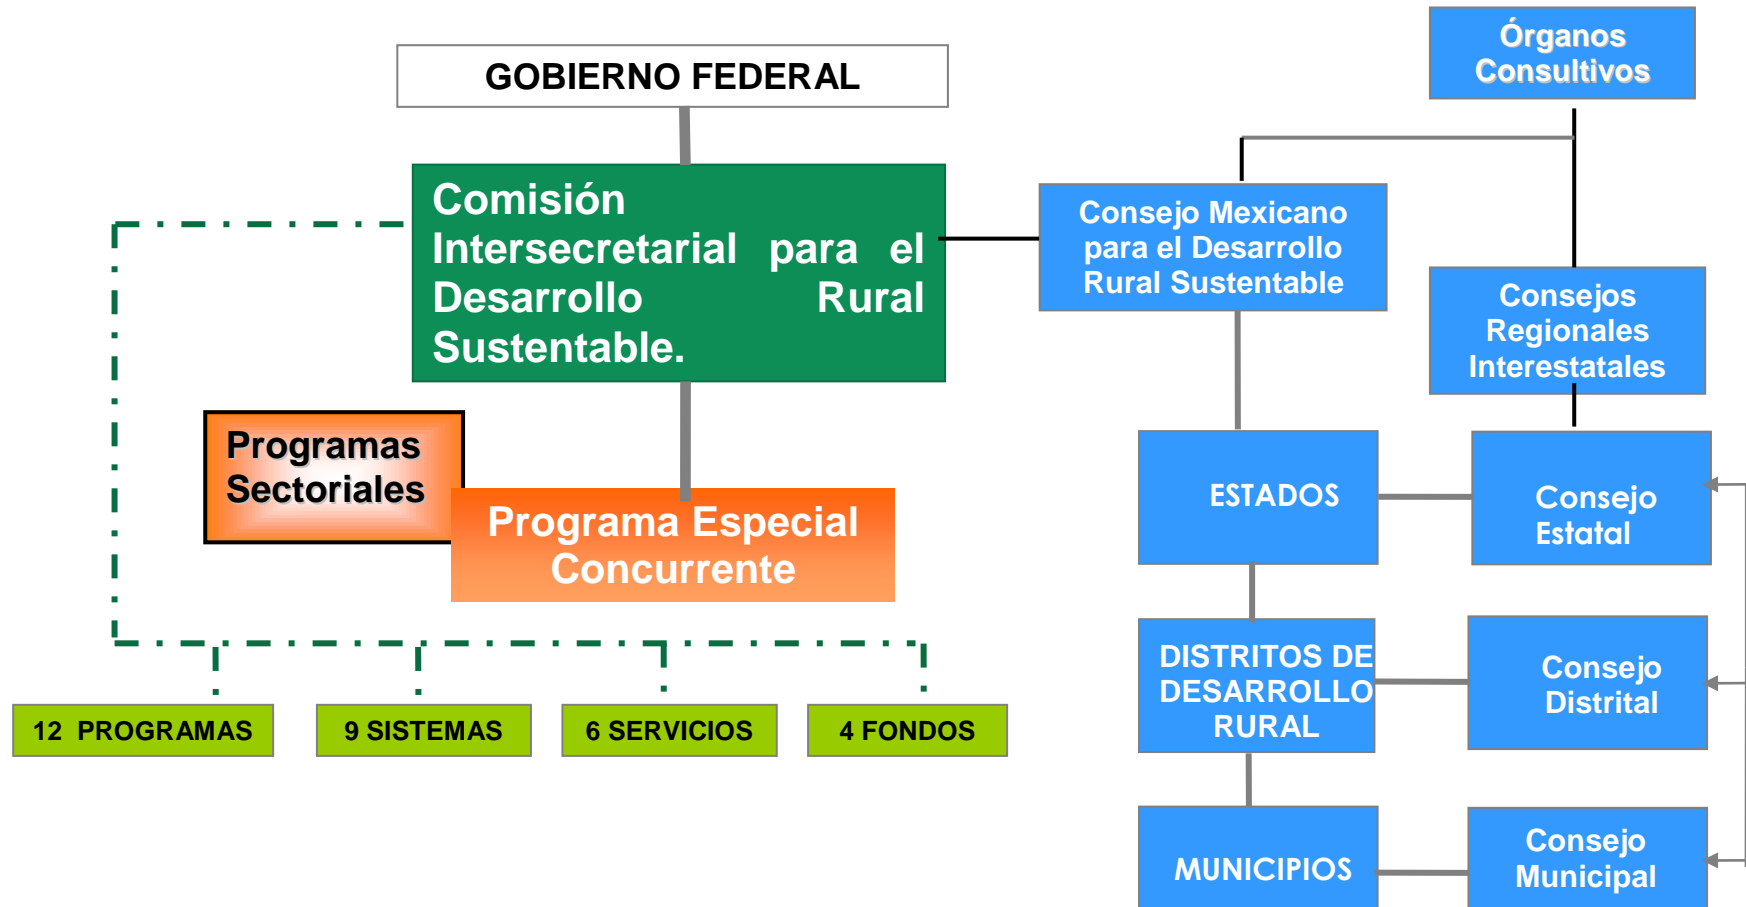 GOBIERNO FEDERAL
Órganos
Consultivos
Comisión
Intersecretarial para el
Desarrollo Rural
Sustentable.
Consejo Mexicano
para el Desarrollo
Rural Sustentable
Consejos
Regionales
Interestatales
Programas
Sectoriales
Programa Especial
Concurrente
ESTADOS
Consejo
Estatal
DISTRITOS DE
DESARROLLO
RURAL
Consejo
Distrital
12 PROGRAMAS
9 SISTEMAS
6 SERVICIOS
4 FONDOS
MUNICIPIOS
Consejo
Municipal